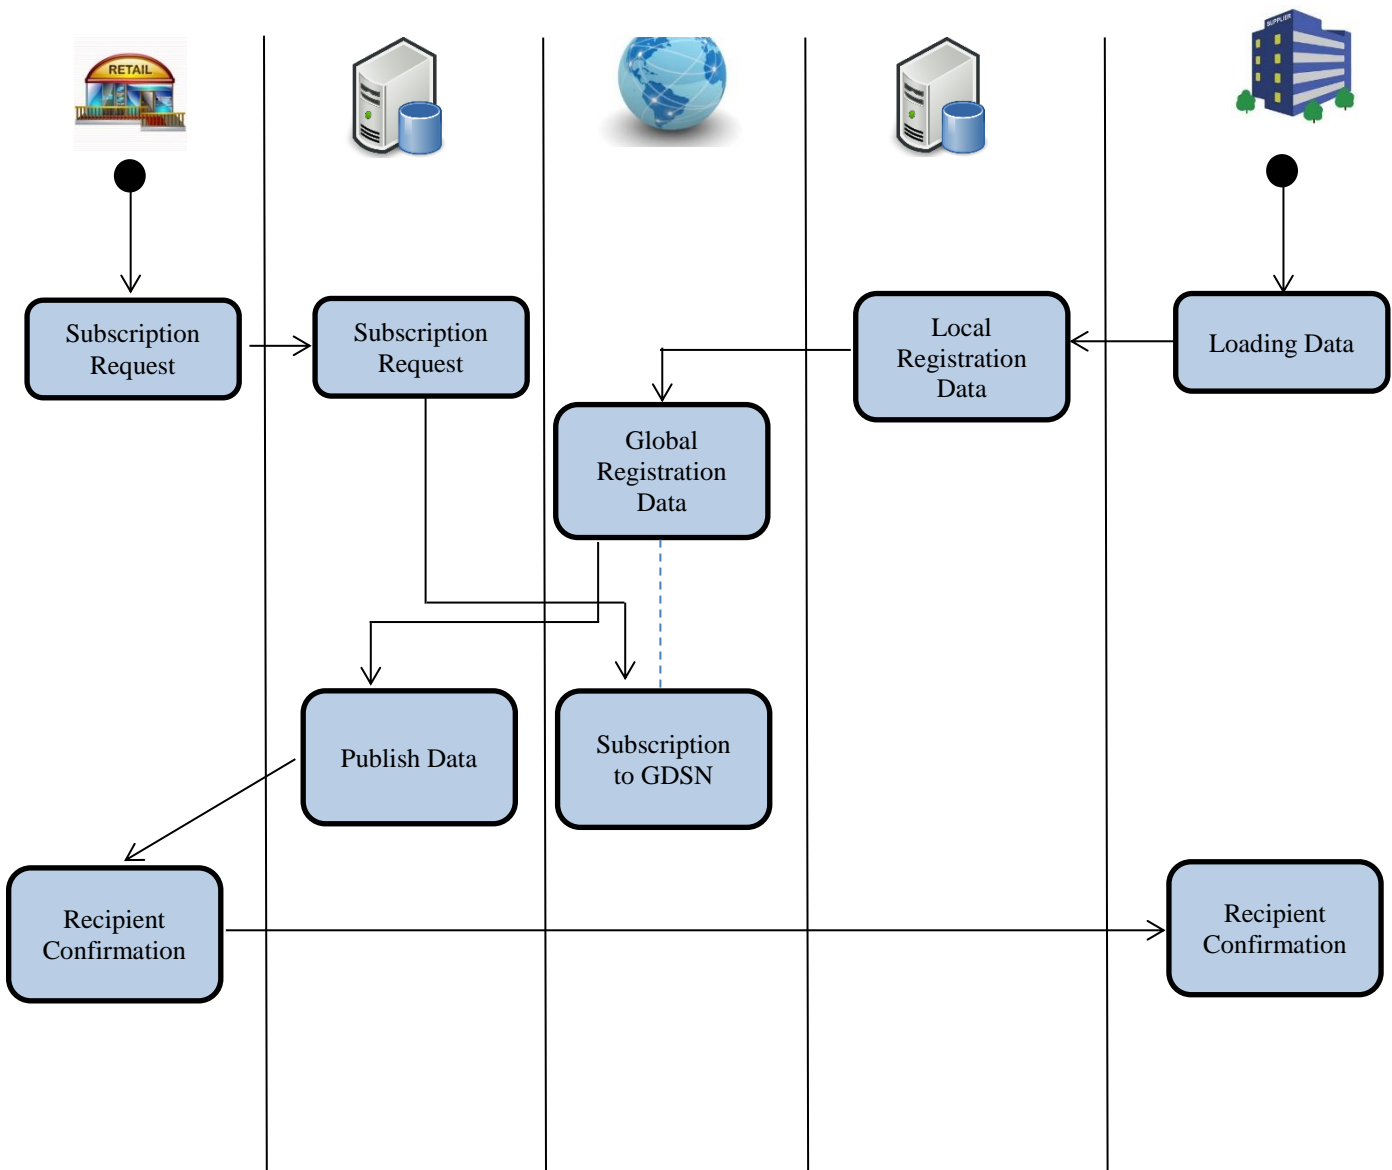 RETAIL
SUPPLIER
Subscription
Request
Subscription
Request
Local
Registration
Data
Loading Data
Global
Registration
Data
Publish Data
Subscription
to GDSN
Recipient
Confirmation
Recipient
Confirmation